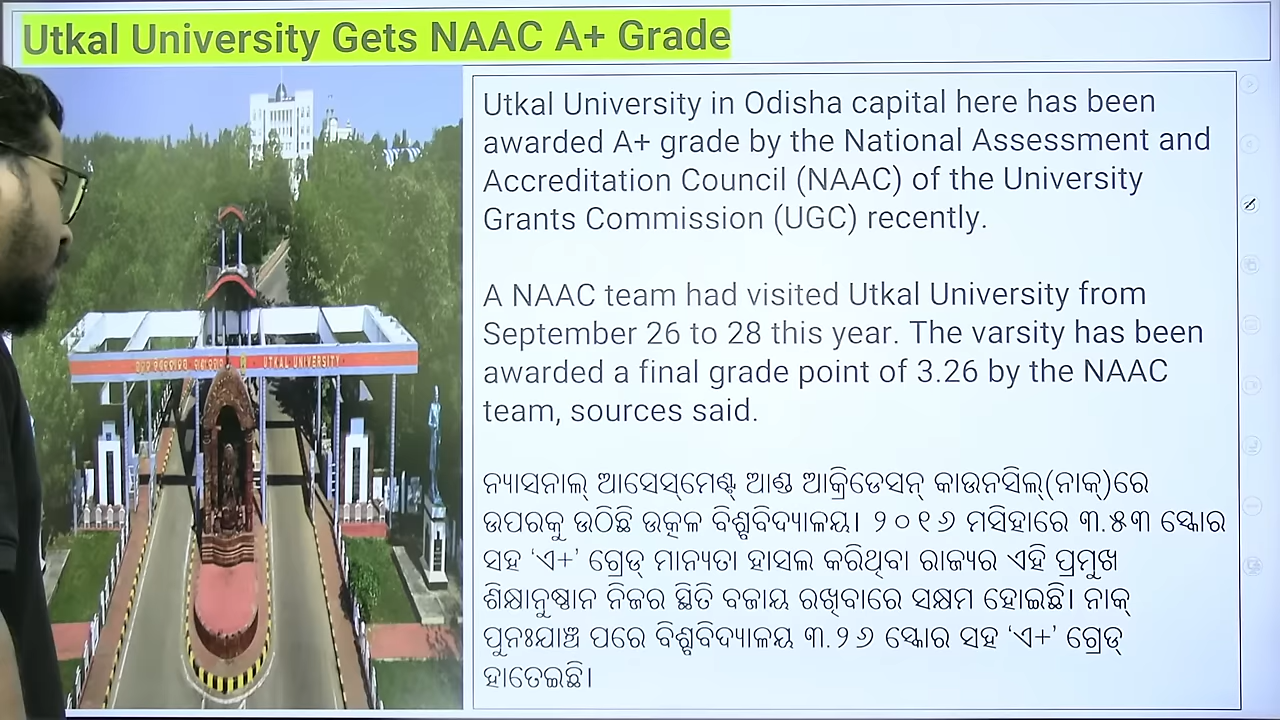 Utkal University Gets NAAC A+ Grade
UTKAL UNIVERSITY
Utkal University in Odisha capital here has been
awarded A+ grade by the National Assessment and
Accreditation Council (NAAC) of the University
Grants Commission (UGC) recently.
A NAAC team had visited Utkal University from
September 26 to 28 this year. The varsity has been
awarded a final grade point of 3.26 by the NAAC
team, sources said.
ନ୍ୟାସନାଲ୍ ଆସେସ୍‌ମେଣ୍ଟ୍ ଆଣ୍ଡ ଆକ୍ରିଡେସନ୍ କାଉନସିଲ୍(ନାକ୍)ରେ
ଉପରକୁ ଉଠିଛି ଉତ୍କଳ ବିଶ୍ବବିଦ୍ୟାଳୟ। ୨୦୧୬ ମସିହାରେ ୩.୫୩ ସ୍କୋର
ସହ ‘ଏ+’ ଗ୍ରେଡ୍ ମାନ୍ୟତା ହାସଲ କରିଥିବା ରାଜ୍ୟର ଏହି ପ୍ରମୁଖ
ଶିକ୍ଷାନୁଷ୍ଠାନ ନିଜର ସ୍ଥିତି ବଜାୟ ରଖିବାରେ ସକ୍ଷମ ହୋଇଛି। ନାକ୍
ପୁନଃଯାଞ୍ଚ ପରେ ବିଶ୍ବବିଦ୍ୟାଳୟ ୩.୨୬ ସ୍କୋର ସହ ‘ଏ+’ ଗ୍ରେଡ୍
ହାତେଇଛି।